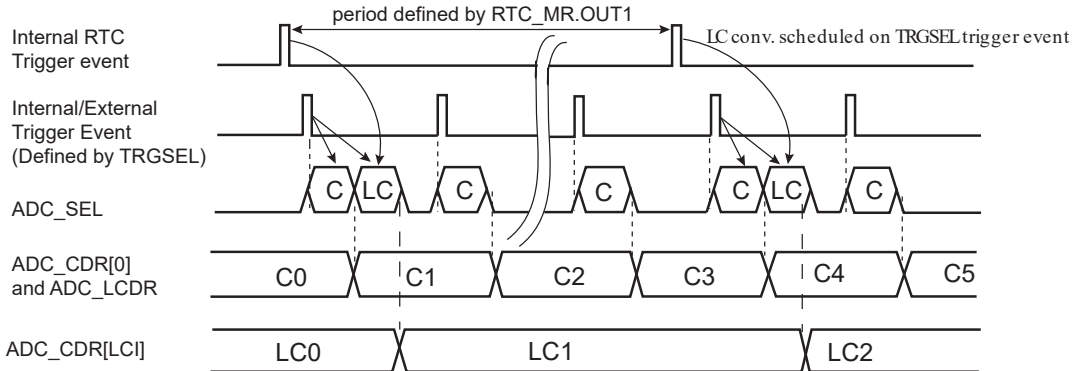 period defined by RTC_MR.OUT1
Internal RTC
Trigger event
LC conv. scheduled on TRGSEL trigger event
Internal/External
Trigger Event
(Defined by TRGSEL)
C LC C C C LC C
ADC_SEL
ADC_CDR[0]
and ADC_LCDR
C0 C1 C2 C3 C4 C5
ADC_CDR[LCI]
LC0 LC1 LC2